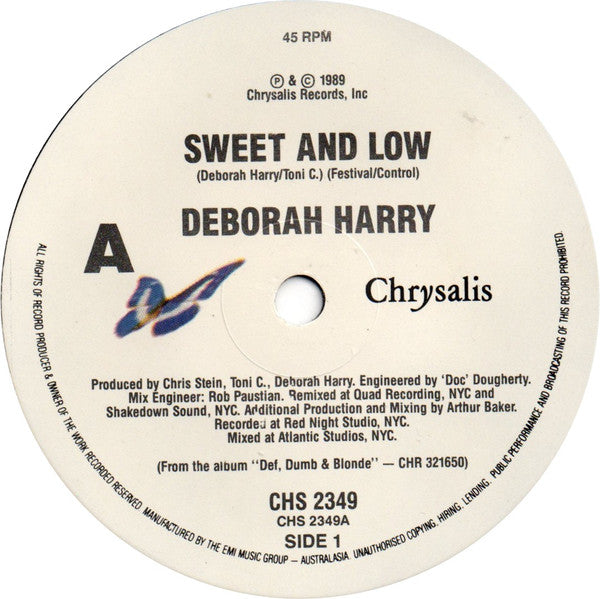 45 RPM
Ⓟ & © 1989
Chrysalis Records, Inc
SWEET AND LOW
(Deborah Harry/Toni C.) (Festival/Control)
DEBORAH HARRY
A
Chrysalis
Produced by Chris Stein, Toni C., Deborah Harry. Engineered by 'Doc' Dougherty.
Mix Engineer: Rob Paustian. Remixed at Quad Recording, NYC and
Shakedown Sound, NYC. Additional Production and Mixing by Arthur Baker.
Recorded at Red Night Studio, NYC.
Mixed at Atlantic Studios, NYC.
(From the album "Def, Dumb & Blonde" — CHR 321650)
CHS 2349
CHS 2349A
SIDE 1
ALL RIGHTS OF RECORD PRODUCER & OWNER OF THE WORK RECORDED RESERVED. MANUFACTURED BY THE EMI MUSIC GROUP – AUSTRALASIA. UNAUTHORISED COPYING. HIRING. LENDING. PUBLIC PERFORMANCE AND BROADCASTING OF THIS RECORD PROHIBITED.